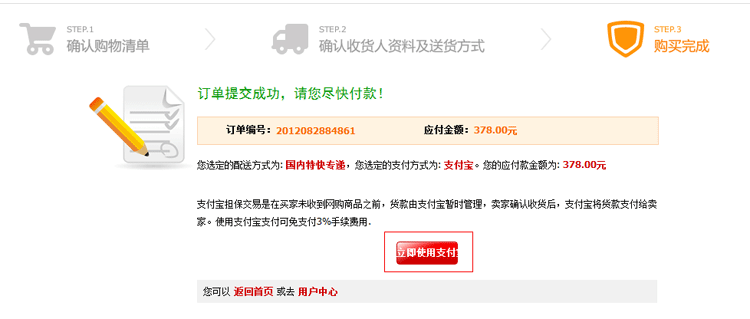 STEP.1
确认购物清单
STEP.2
确认收货人资料及送货方式
STEP.3
购买完成
订单提交成功，请您尽快付款！
订单编号：2012082884861 应付金额：378.00元
您选定的配送方式为: 国内特快专递，您选定的支付方式为: 支付宝。您的应付款金额为: 378.00元
支付宝担保交易是在买家未收到网购商品之前，货款由支付宝暂时管理，卖家确认收货后，支付宝将货款支付给卖
家。使用支付宝支付可免支付3%手续费用.
立即使用支付
您可以 返回首页 或去 用户中心